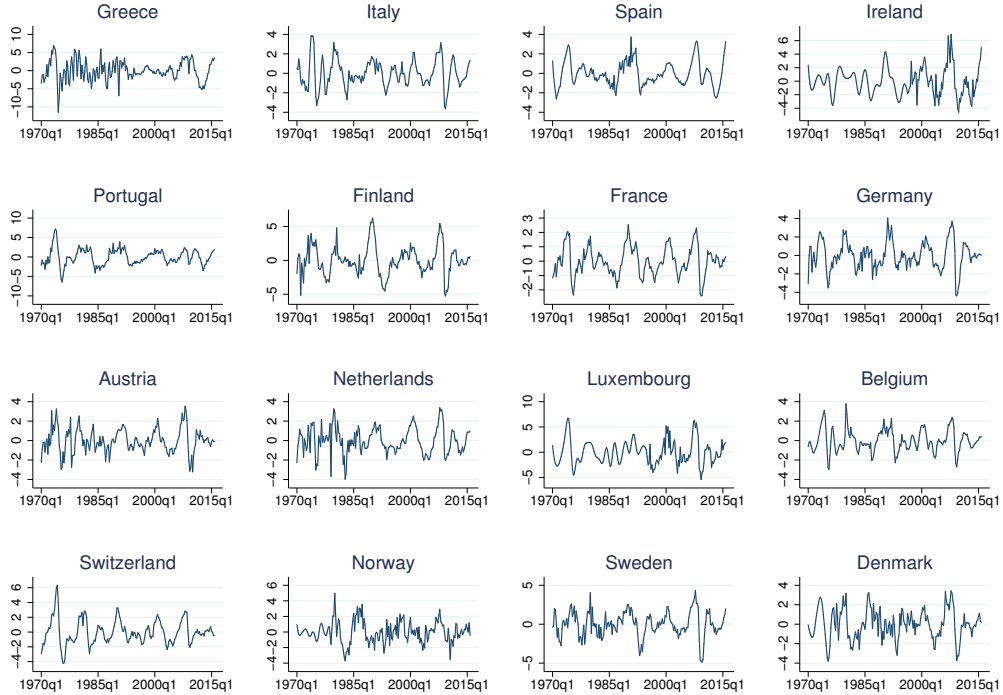 Greece Italy Spain Ireland
10 5 0 -5 -10 4 2 0 -2 -4 4 2 0 -2 -4 6 4 2 0 -2 -4
1970q1 1985q1 2000q1 2015q1 1970q1 1985q1 2000q1 2015q1 1970q1 1985q1 2000q1 2015q1 1970q1 1985q1 2000q1 2015q1
Portugal Finland France Germany
10 5 0 -5 -10 5 0 -5 3 2 1 0 -1 -2 4 2 0 -2 -4
1970q1 1985q1 2000q1 2015q1 1970q1 1985q1 2000q1 2015q1 1970q1 1985q1 2000q1 2015q1 1970q1 1985q1 2000q1 2015q1
Austria Netherlands Luxembourg Belgium
4 2 0 -2 -4 4 2 0 -2 -4 10 5 0 -5 4 2 0 -2 -4
1970q1 1985q1 2000q1 2015q1 1970q1 1985q1 2000q1 2015q1 1970q1 1985q1 2000q1 2015q1 1970q1 1985q1 2000q1 2015q1
Switzerland Norway Sweden Denmark
6 4 2 0 -2 -4 6 4 2 0 -2 -4 5 0 -5 4 2 0 -2 -4
1970q1 1985q1 2000q1 2015q1 1970q1 1985q1 2000q1 2015q1 1970q1 1985q1 2000q1 2015q1 1970q1 1985q1 2000q1 2015q1